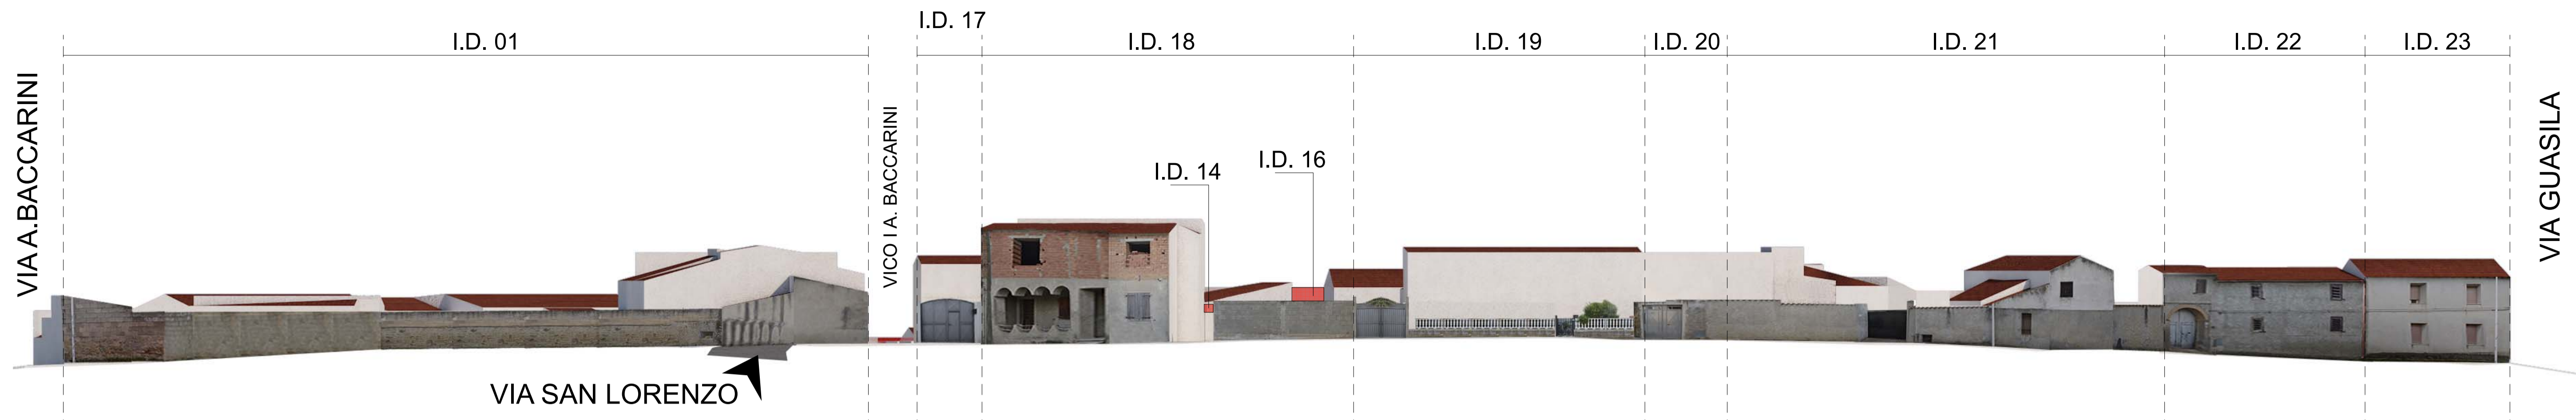 I.D. 17
I.D. 01
I.D. 18
I.D. 19
I.D. 20
I.D. 21
I.D. 22
I.D. 23
VIA A.BACCARINI
VICO I A. BACCARINI
VIA GUASILA
I.D. 14
I.D. 16
VIA SAN LORENZO